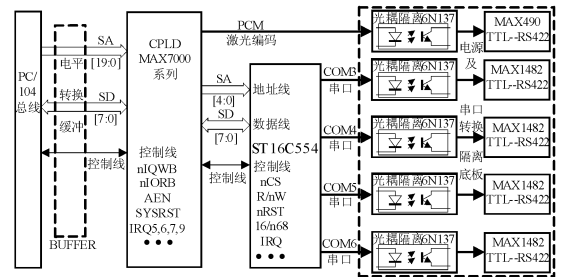 PC/
104
总线
SA
电平
[19:0]
转换
SD
[7:0]
缓冲
控制线
BUFFER
CPLD
MAX7000
系列
控制线
nIQWB
nIORB
AEN
SYSRST
IRQ5,6,7,9
● ● ●
PCM
激光编码
SA
[4:0]
SD
[7:0]
控制线
地址线
数据线
ST16C554
控制线
nCS
R/nW
nRST
16/n68
IRQ
● ● ●
COM3
串口
COM4
串口
COM5
串口
COM6
串口
光耦隔离6N137
MAX490
TTL--RS422
电源
及
光耦隔离6N137
MAX1482
TTL--RS422
串口
转换
光耦隔离6N137
MAX1482
TTL--RS422
隔离
底板
光耦隔离6N137
MAX1482
TTL--RS422
光耦隔离6N137
MAX1482
TTL--RS422